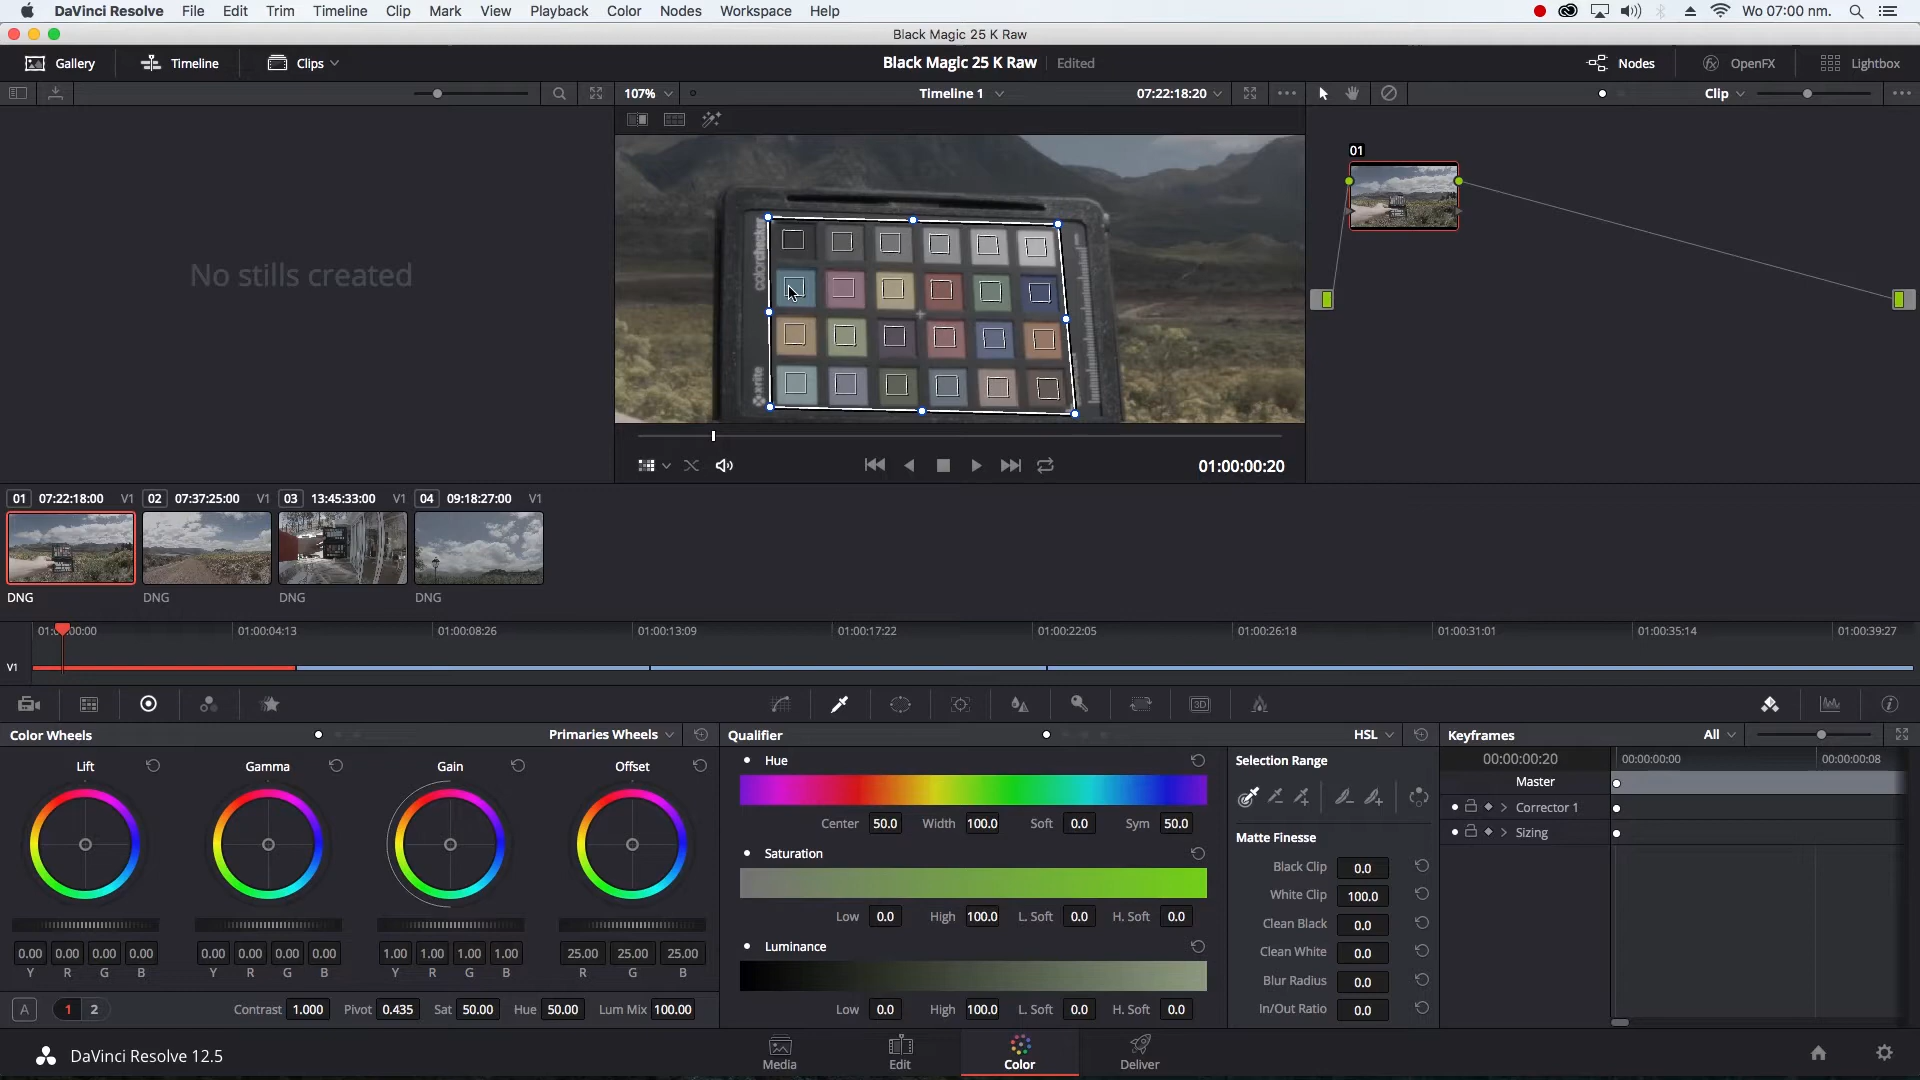 DaVinci Resolve File Edit Trim Timeline Clip Mark View Playback Color Nodes Workspace Help Wo 07:00 nm.
Black Magic 25 K Raw
Gallery Timeline Clips Black Magic 25 K Raw Edited Nodes OpenFX Lightbox
107% Timeline 1 07:22:18:20 Clip
01
colorchecker
No stills created
x-rite
01:00:00:20
01 07:22:18:00 V1 02 07:37:25:00 V1 03 13:45:33:00 V1 04 09:18:27:00 V1
DNG DNG DNG DNG
01:00:04:13 01:00:08:26 01:00:13:09 01:00:17:22 01:00:22:05 01:00:26:18 01:00:31:01 01:00:35:14 01:00:39:27
V1
3D
Color Wheels Primaries Wheels Qualifier HSL Keyframes All
Lift Gamma Gain Offset Hue Selection Range 00:00:00:20 00:00:00:00 00:00:00:08
Master
Corrector 1
Center 50.0 Width 100.0 Soft 0.0 Sym 50.0
Sizing
Matte Finesse
Saturation
Black Clip 0.0
White Clip 100.0
Low 0.0 High 100.0 L. Soft 0.0 H. Soft 0.0
Clean Black 0.0
Luminance
Clean White 0.0
0.00 0.00 0.00 0.00 0.00 0.00 0.00 0.00 1.00 1.00 1.00 1.00 25.00 25.00 25.00
Y R G B Y R G B Y R G B R G B
Blur Radius 0.0
A 1 2 Contrast 1.000 Pivot 0.435 Sat 50.00 Hue 50.00 Lum Mix 100.00
Low 0.0 High 100.0 L. Soft 0.0 H. Soft 0.0
In/Out Ratio 0.0
DaVinci Resolve 12.5 Media Edit Color Deliver